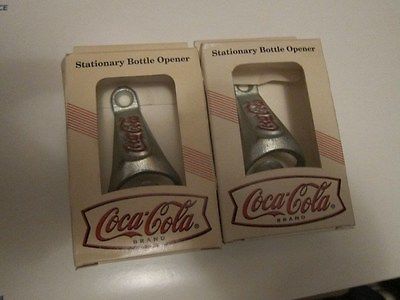 Stationary Bottle Opener
Coca-Cola
Coca-Cola®
BRAND
Stationary Bottle Opener
Coca-Cola
Coca-Cola®
BRAND